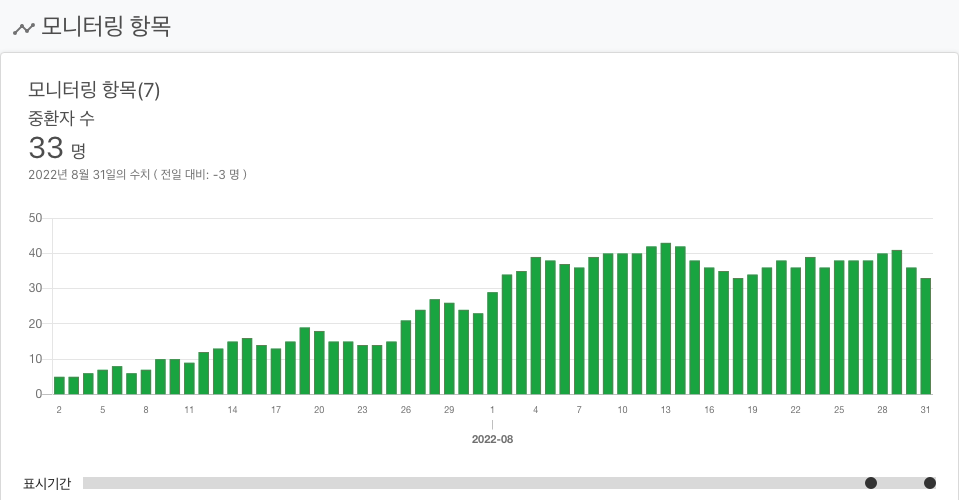 모니터링 항목
모니터링 항목(7)
중환자 수
33 명
2022년 8월 31일의 수치 ( 전일 대비: -3 명 )
50
40
30
20
10
0
2 5 8 11 14 17 20 23 26 29 1 4 7 10 13 16 19 22 25 28 31
2022-08
표시기간